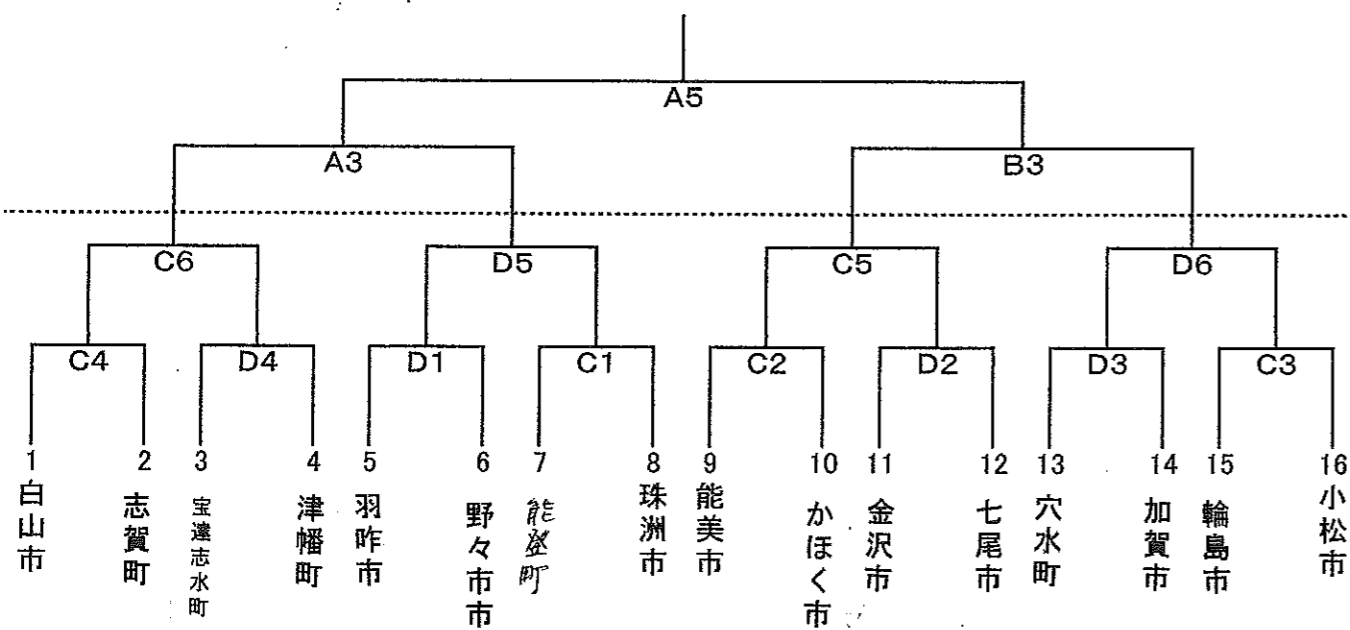 A5
A3
B3
C6
D5
C5
D6
C4
D4
D1
C1
C2
D2
D3
C3
1
2
3
4
5
6
7
8
9
10
11
12
13
14
15
16
白山市
志賀町
宝達志水町
津幡町
羽咋市
野々市市
能登町
珠洲市
能美市
かほく市
金沢市
七尾市
穴水町
加賀市
輪島市
小松市